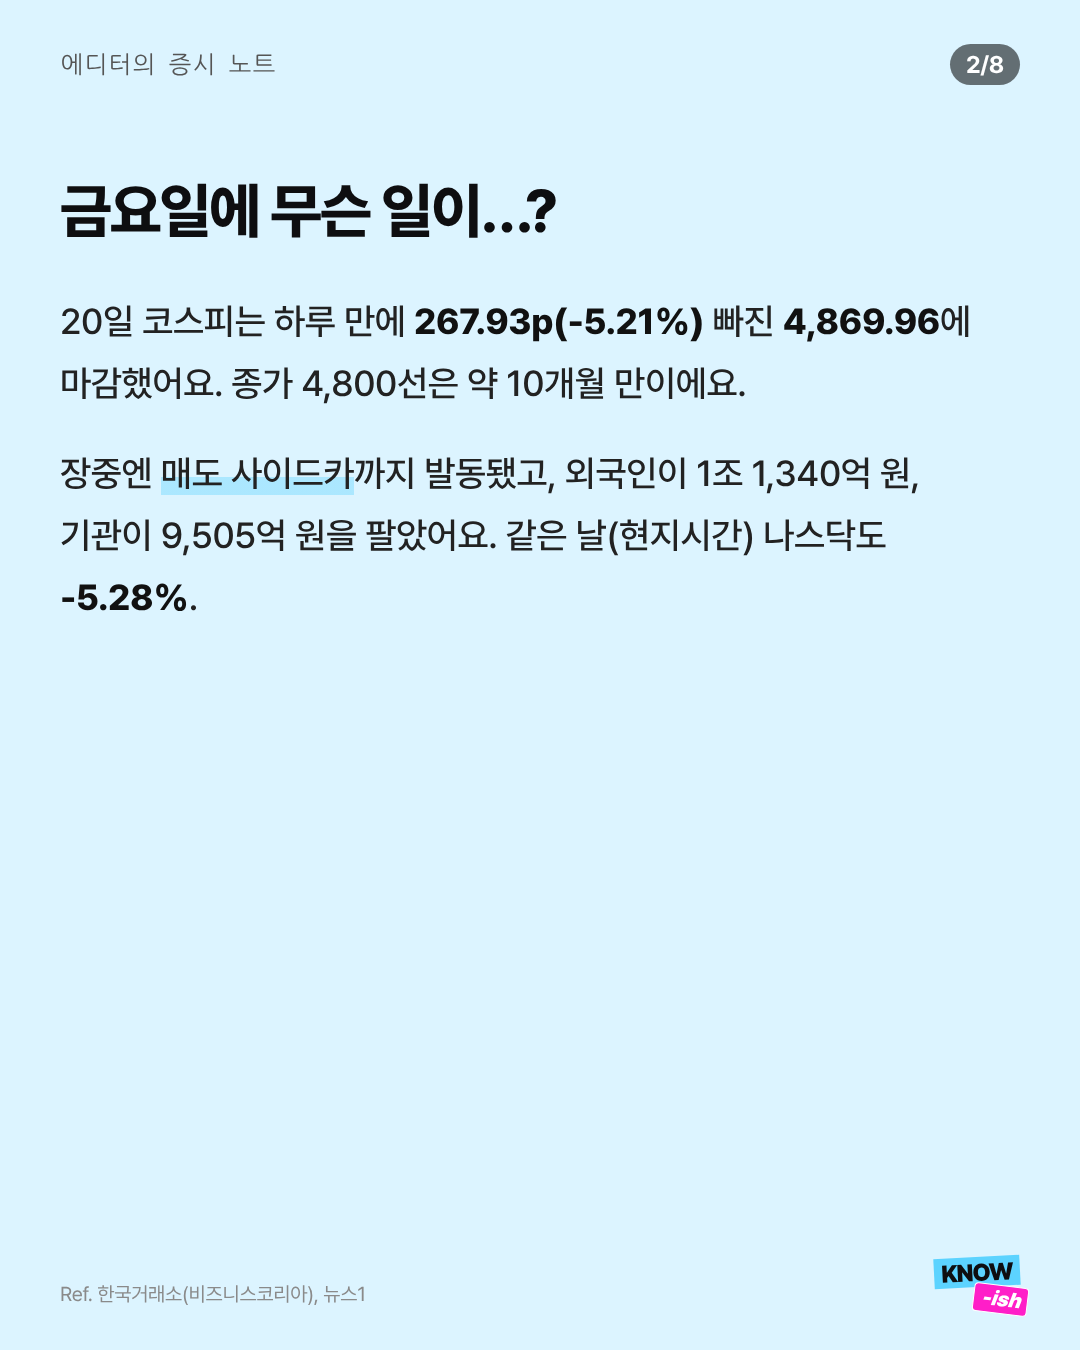 에디터의 증시 노트
2/8
금요일에 무슨 일이...?
20일 코스피는 하루 만에 267.93p(-5.21%) 빠진 4,869.96에
마감했어요. 종가 4,800선은 약 10개월 만이에요.
장중엔 매도 사이드카까지 발동됐고, 외국인이 1조 1,340억 원,
기관이 9,505억 원을 팔았어요. 같은 날(현지시간) 나스닥도
-5.28%.
Ref. 한국거래소(비즈니스코리아), 뉴스1
KNOW
-ish